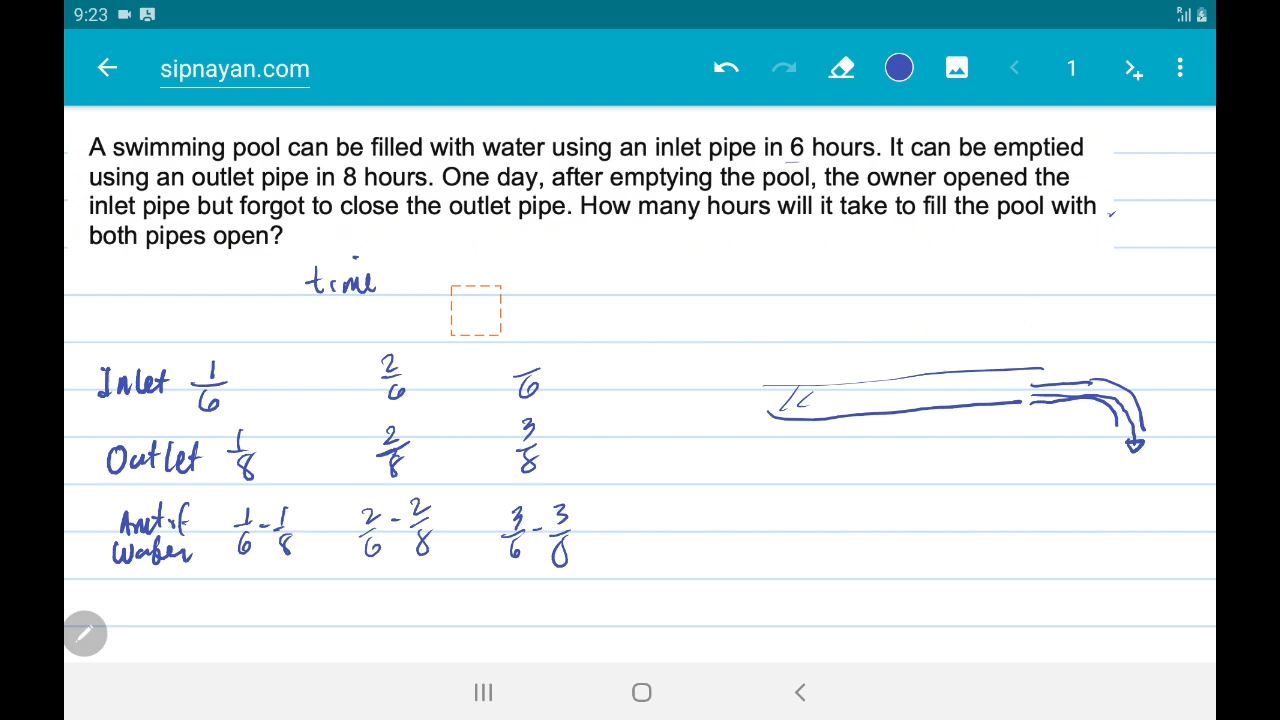 9:23
sipnayan.com
1
A swimming pool can be filled with water using an inlet pipe in 6 hours. It can be emptied
using an outlet pipe in 8 hours. One day, after emptying the pool, the owner opened the
inlet pipe but forgot to close the outlet pipe. How many hours will it take to fill the pool with
both pipes open?
time
Inlet 1/6 2/6 /6
Outlet 1/8 2/8 3/8
Amt of 1/6 - 1/8 2/6 - 2/8 3/6 - 3/8
Water